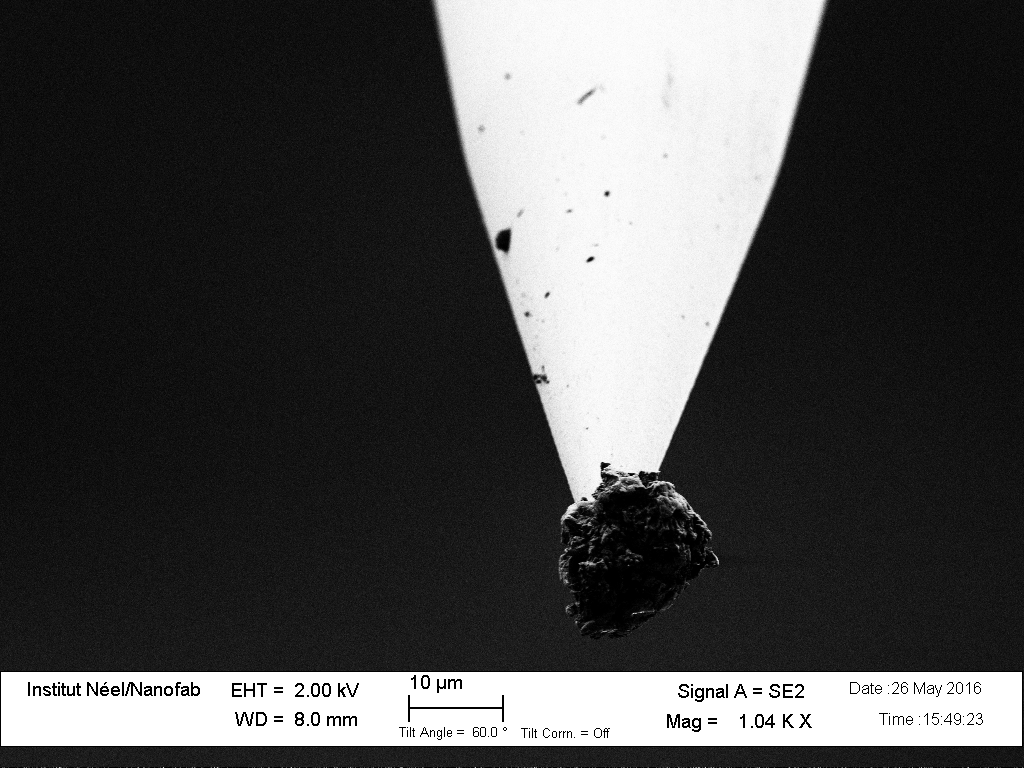 Institut Néel/Nanofab
EHT = 2.00 kV
WD = 8.0 mm
10 µm
Tilt Angle = 60.0 ° Tilt Corrn. = Off
Signal A = SE2
Mag = 1.04 K X
Date :26 May 2016
Time :15:49:23